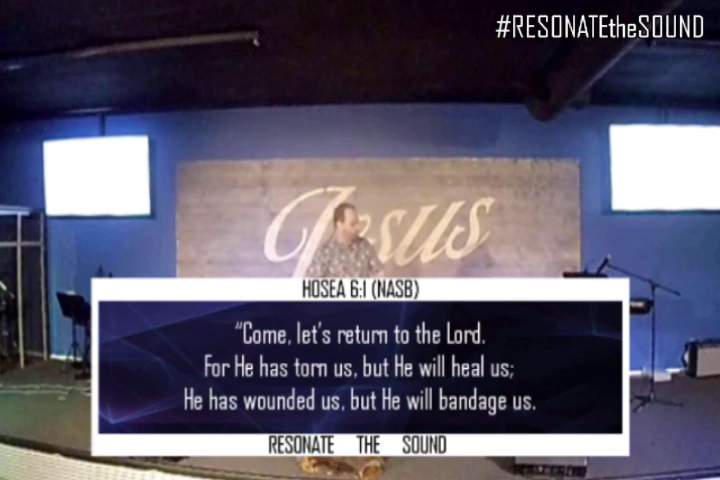 #RESONATEtheSOUND
Jesus
HOSEA 6:1 (NASB)
“Come, let’s return to the Lord.
For He has torn us, but He will heal us;
He has wounded us, but He will bandage us.
RESONATE THE SOUND